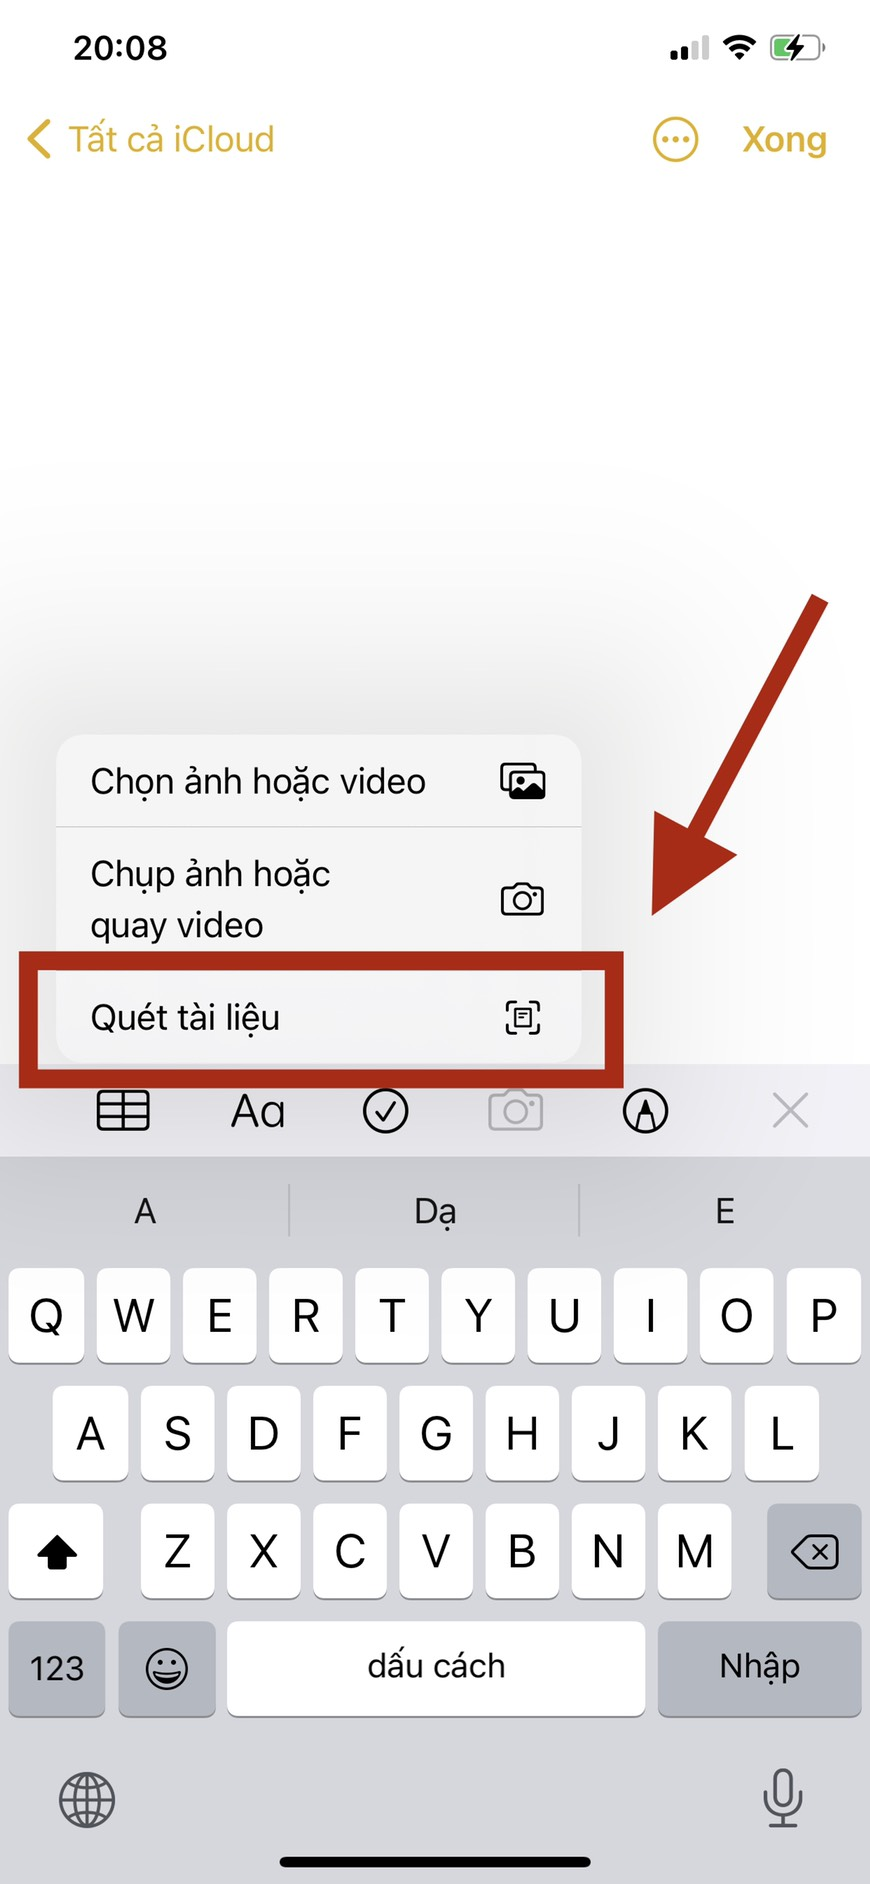 20:08
Tất cả iCloud
Xong
Chọn ảnh hoặc video
Chụp ảnh hoặc
quay video
Quét tài liệu
Aa
A Dạ E
Q W E R T Y U I O P
A S D F G H J K L
Z X C V B N M
123 dấu cách Nhập